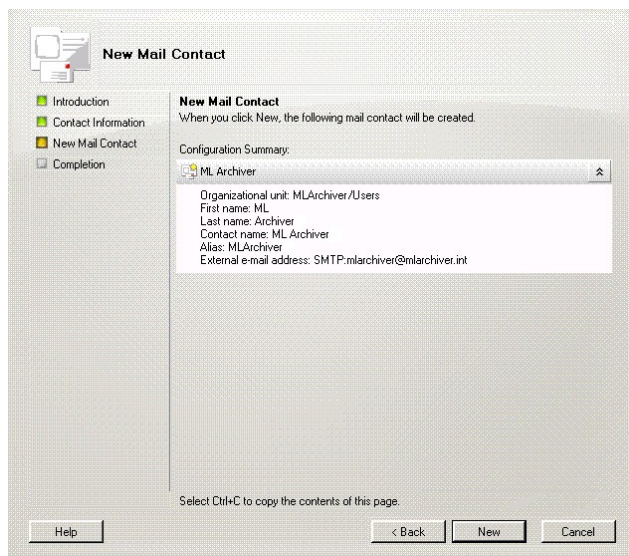 New Mail Contact
Introduction
Contact Information
New Mail Contact
Completion
New Mail Contact
When you click New, the following mail contact will be created.
Configuration Summary:
ML Archiver
Organizational unit: MLArchiver/Users
First name: ML
Last name: Archiver
Contact name: ML Archiver
Alias: MLArchiver
External e-mail address: SMTP:mlarchiver@mlarchiver.int
Select Ctrl+C to copy the contents of this page.
Help
< Back
New
Cancel